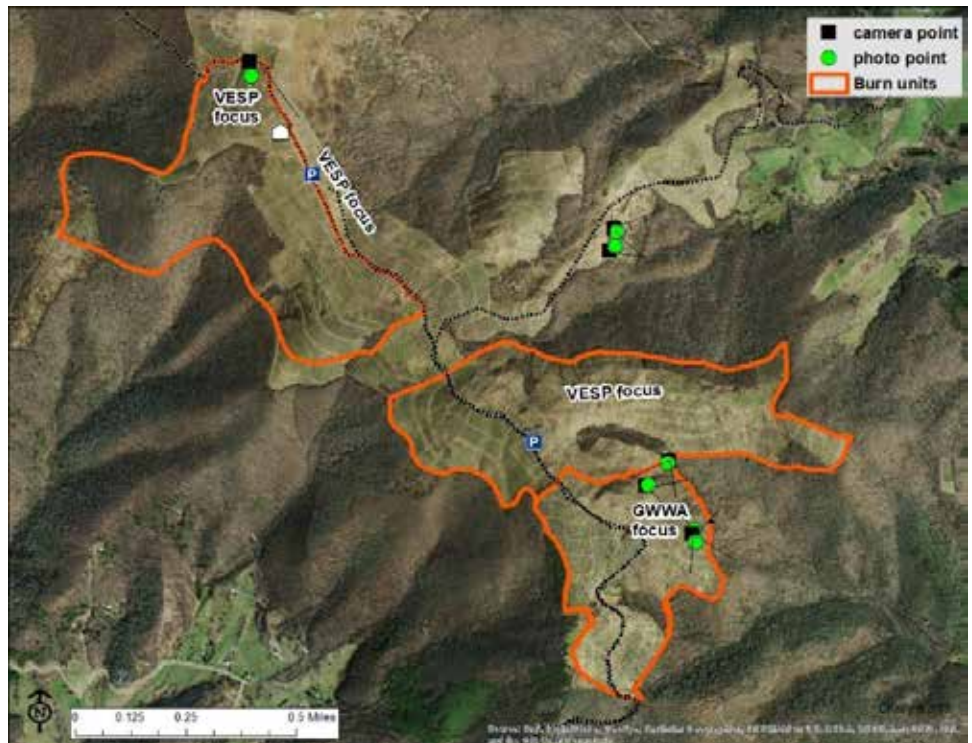 camera point
photo point
Burn units
VESP
focus
P
VESP focus
VESP focus
P
GWWA
focus
N
0 0.125 0.25 0.5 Miles